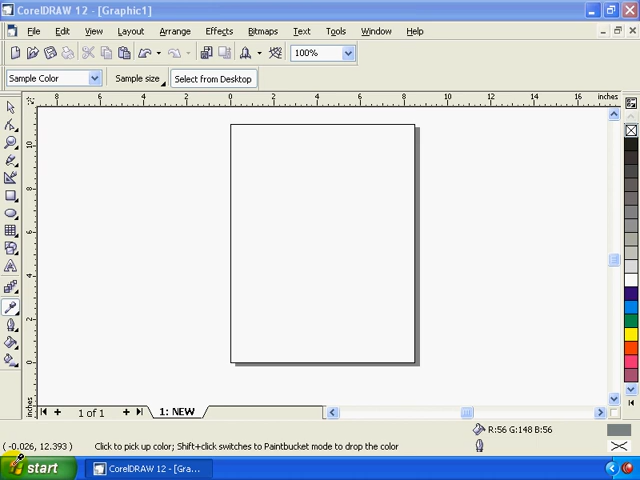 CorelDRAW 12 - [Graphic1]
File Edit View Layout Arrange Effects Bitmaps Text Tools Window Help
100%
Sample Color Sample size Select from Desktop
8 6 4 2 0 2 4 6 8 10 12 14 16 inches
10
8
6
4
2
0
inches
1 of 1 1: NEW
R:56 G:148 B:56
(-0.026, 12.393) Click to pick up color; Shift+click switches to Paintbucket mode to drop the color
start CorelDRAW 12 - [Gra...